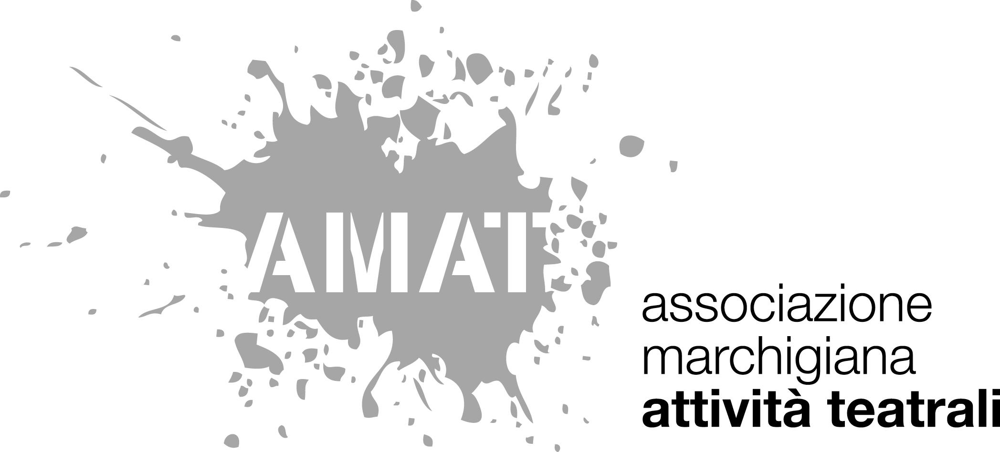 AMAT
associazione
marchigiana
attività teatrali